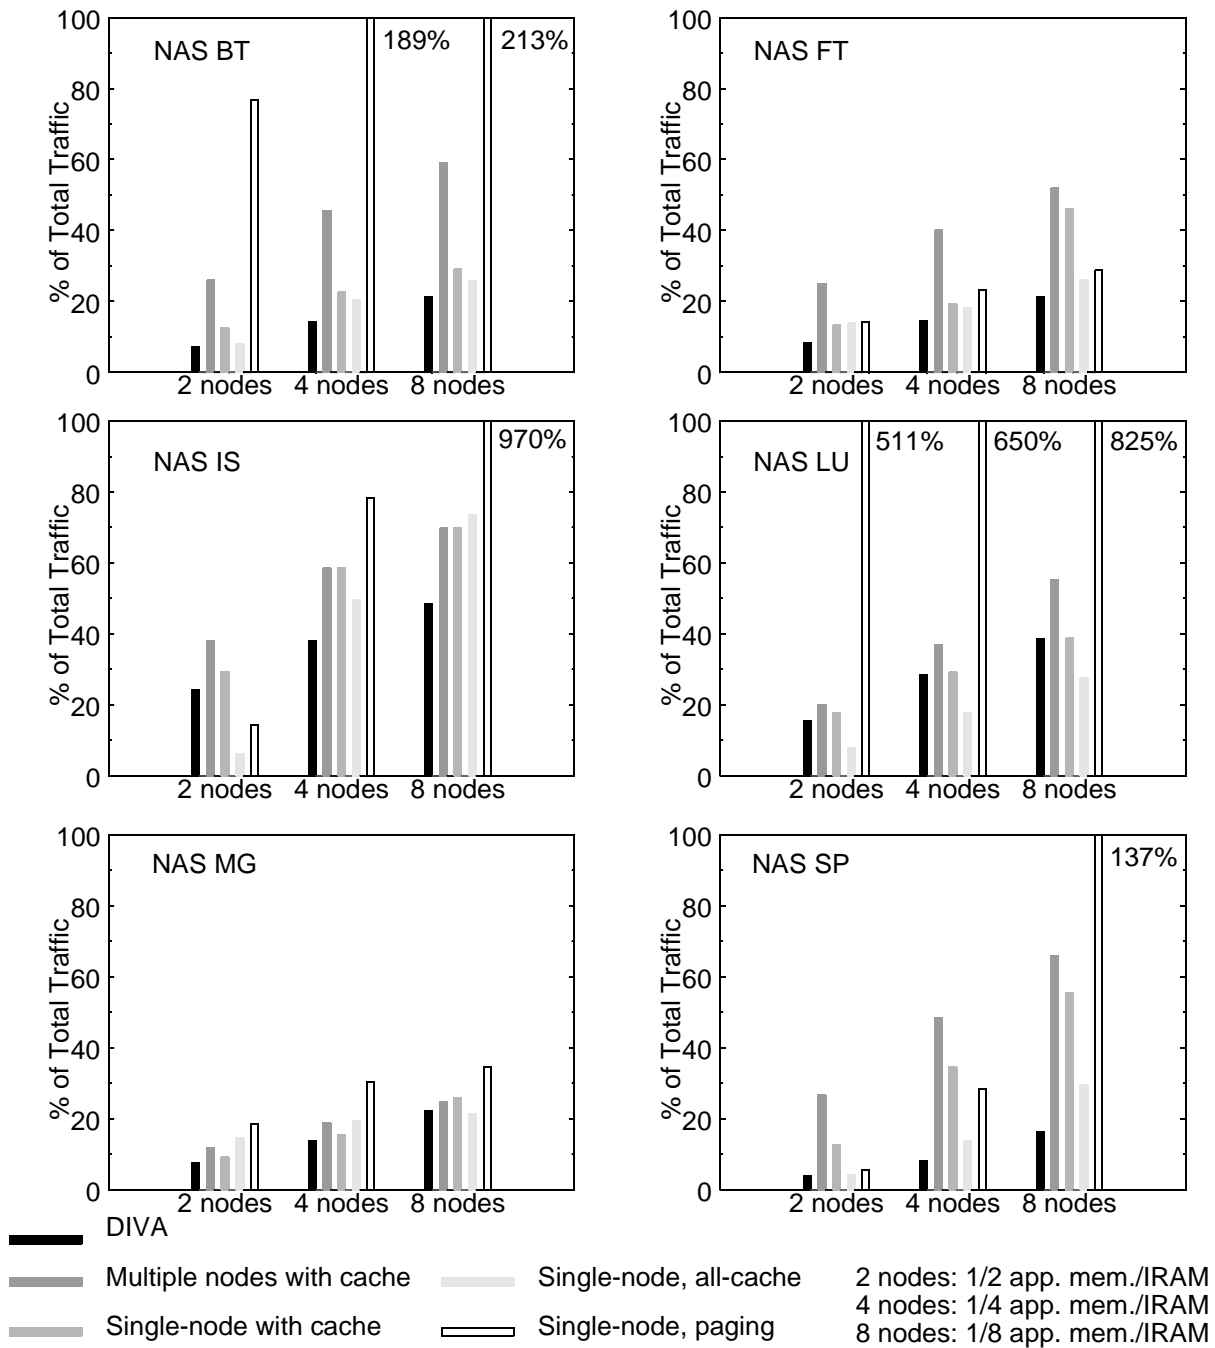 100
80
60
40
20
0
% of Total Traffic
NAS BT
189%
213%
2 nodes
4 nodes
8 nodes
100
80
60
40
20
0
% of Total Traffic
NAS FT
2 nodes
4 nodes
8 nodes
100
80
60
40
20
0
% of Total Traffic
NAS IS
970%
2 nodes
4 nodes
8 nodes
100
80
60
40
20
0
% of Total Traffic
NAS LU
511%
650%
825%
2 nodes
4 nodes
8 nodes
100
80
60
40
20
0
% of Total Traffic
NAS MG
2 nodes
4 nodes
8 nodes
100
80
60
40
20
0
% of Total Traffic
NAS SP
137%
2 nodes
4 nodes
8 nodes
DIVA
Multiple nodes with cache
Single-node with cache
Single-node, all-cache
Single-node, paging
2 nodes: 1/2 app. mem./IRAM
4 nodes: 1/4 app. mem./IRAM
8 nodes: 1/8 app. mem./IRAM